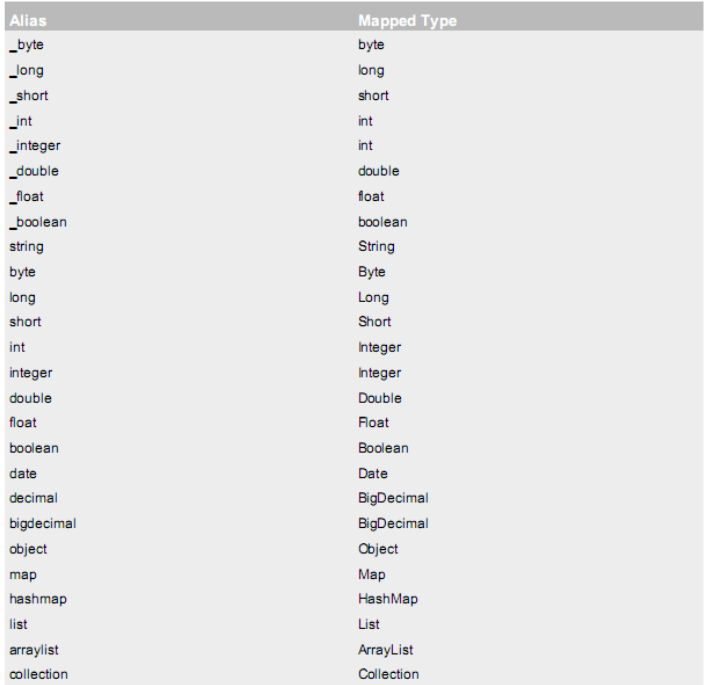 Alias Mapped Type
_byte byte
_long long
_short short
_int int
_integer int
_double double
_float float
_boolean boolean
string String
byte Byte
long Long
short Short
int Integer
integer Integer
double Double
float Float
boolean Boolean
date Date
decimal BigDecimal
bigdecimal BigDecimal
object Object
map Map
hashmap HashMap
list List
arraylist ArrayList
collection Collection